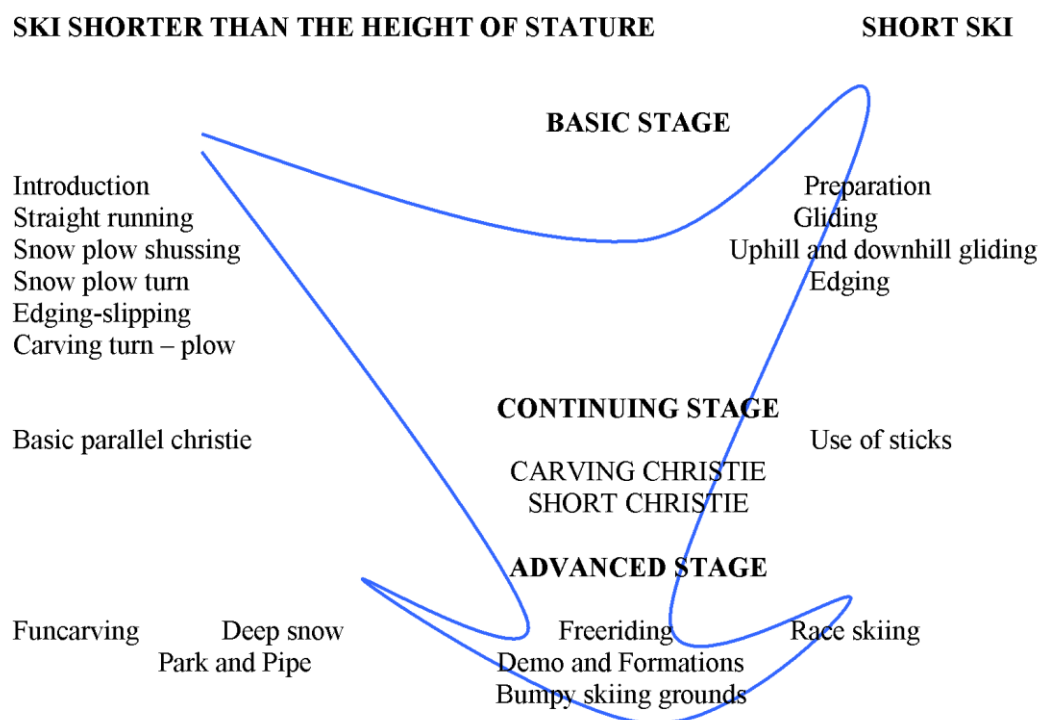 SKI SHORTER THAN THE HEIGHT OF STATURE SHORT SKI
BASIC STAGE
Introduction Preparation
Straight running Gliding
Snow plow shussing Uphill and downhill gliding
Snow plow turn Edging
Edging-slipping
Carving turn – plow
CONTINUING STAGE
Basic parallel christie Use of sticks
CARVING CHRISTIE
SHORT CHRISTIE
ADVANCED STAGE
Funcarving Deep snow Freeriding Race skiing
Park and Pipe Demo and Formations
Bumpy skiing grounds